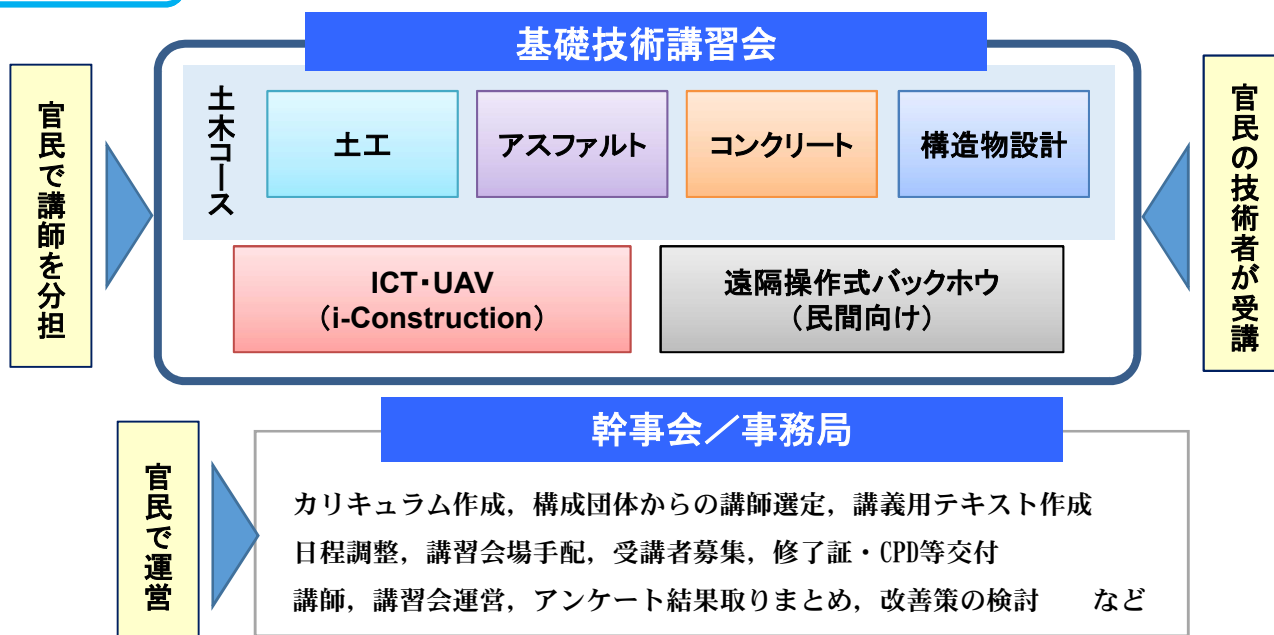 基礎技術講習会
官民で講師を分担
土木コース
土工
アスファルト
コンクリート
構造物設計
官民の技術者が受講
ICT・UAV
（i-Construction）
遠隔操作式バックホウ
（民間向け）
幹事会／事務局
官民で運営
カリキュラム作成，構成団体からの講師選定，講義用テキスト作成
日程調整，講習会場手配，受講者募集，修了証・CPD等交付
講師，講習会運営，アンケート結果取りまとめ，改善策の検討　　など